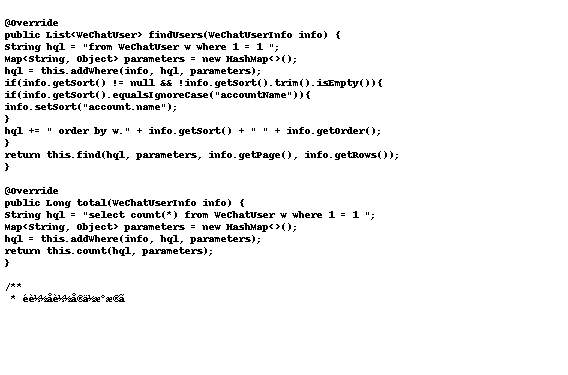 @Override
public List<WeChatUser> findUsers(WeChatUserInfo info) {
String hql = "from WeChatUser w where 1 = 1 ";
Map<String, Object> parameters = new HashMap<>();
hql = this.addWhere(info, hql, parameters);
if(info.getSort() != null && !info.getSort().trim().isEmpty()){
if(info.getSort().equalsIgnoreCase("accountName")){
info.setSort("account.name");
}
hql += " order by w." + info.getSort() + " " + info.getOrder();
}
return this.find(hql, parameters, info.getPage(), info.getRows());
}
@Override
public Long total(WeChatUserInfo info) {
String hql = "select count(*) from WeChatUser w where 1 = 1 ";
Map<String, Object> parameters = new HashMap<>();
hql = this.addWhere(info, hql, parameters);
return this.count(hql, parameters);
}
/**
*